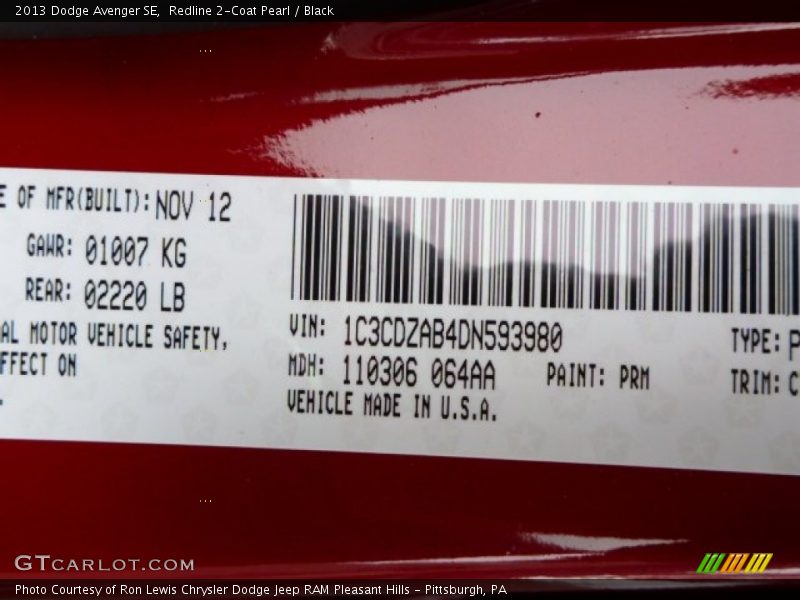 2013 Dodge Avenger SE, Redline 2-Coat Pearl / Black
E OF MFR(BUILT): NOV 12
GAWR: 01007 KG
REAR: 02220 LB
AL MOTOR VEHICLE SAFETY,
FFECT ON
VIN: 1C3CDZAB4DN593980
MDH: 110306 064AA
PAINT: PRM
VEHICLE MADE IN U.S.A.
TYPE: P
TRIM: C
GTCARLOT.COM
Photo Courtesy of Ron Lewis Chrysler Dodge Jeep RAM Pleasant Hills - Pittsburgh, PA